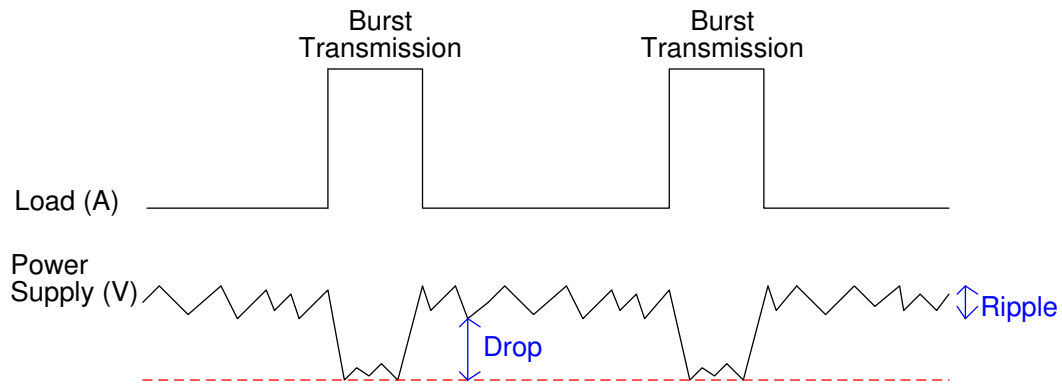 Burst
Transmission
Burst
Transmission
Load (A)
Power
Supply (V)
Ripple
Drop